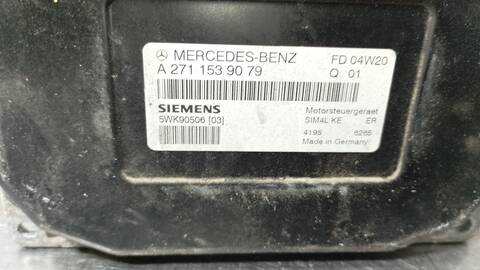 MERCEDES-BENZ FD 04W20
A 271 153 90 79 Q 01
SIEMENS Motorsteuergeraet
5WK90506 [03] SIM4L KE ER
4195 6265
Made in Germany